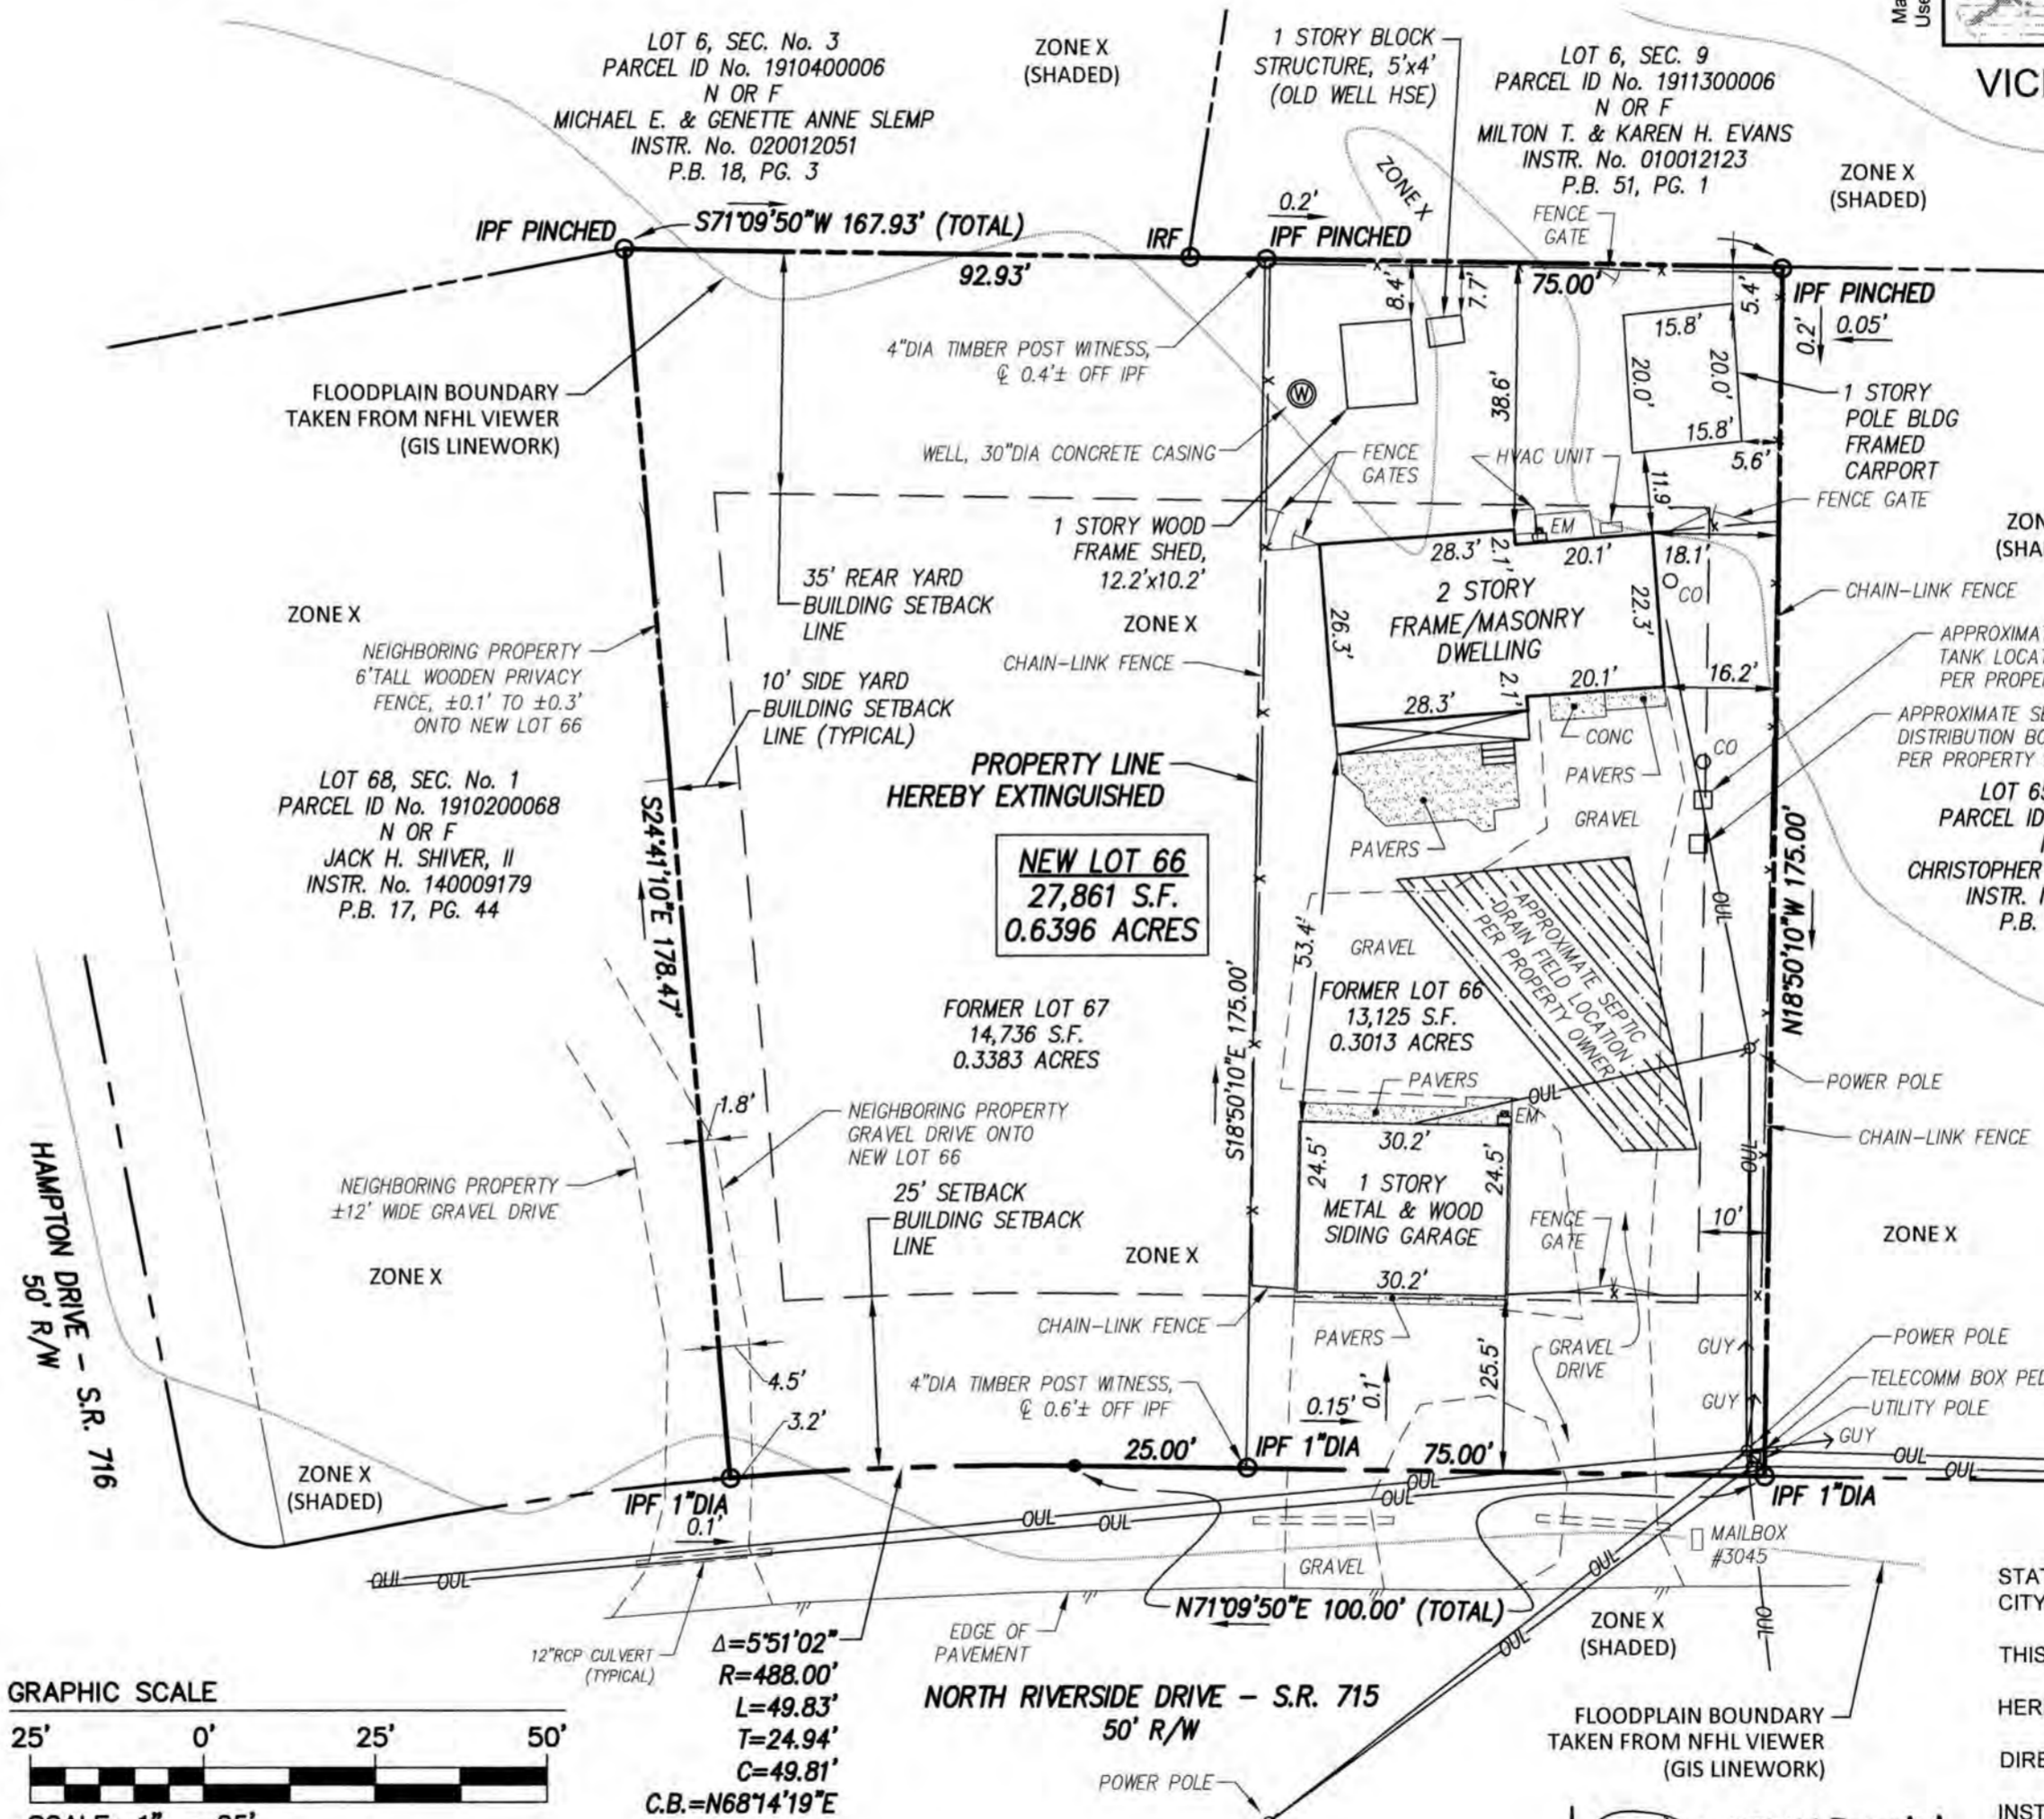 LOT 6, SEC. No. 3
PARCEL ID No. 1910400006
N OR F
MICHAEL E. & GENETTE ANNE SLEMP
INSTR. No. 020012051
P.B. 18, PG. 3
ZONE X
(SHADED)
1 STORY BLOCK
STRUCTURE, 5'x4'
(OLD WELL HSE)
LOT 6, SEC. 9
PARCEL ID No. 1911300006
N OR F
MILTON T. & KAREN H. EVANS
INSTR. No. 010012123
P.B. 51, PG. 1
ZONE X
ZONE X
(SHADED)
IPF PINCHED
S71°09'50"W 167.93' (TOTAL)
92.93'
IRF
0.2'
IPF PINCHED
FENCE
GATE
75.00'
IPF PINCHED
8.4'
7.7'
5.4'
0.2'
0.05'
4"DIA TIMBER POST WITNESS,
℄ 0.4'± OFF IPF
FLOODPLAIN BOUNDARY
TAKEN FROM NFHL VIEWER
(GIS LINEWORK)
W
38.6'
15.8'
20.0'
20.0'
15.8'
5.6'
1 STORY
POLE BLDG
FRAMED
CARPORT
WELL, 30"DIA CONCRETE CASING
FENCE
GATES
HVAC UNIT
11.9'
FENCE GATE
1 STORY WOOD
FRAME SHED,
12.2'x10.2'
EM
28.3'
2.1'
20.1'
18.1'
CO
2 STORY
FRAME/MASONRY
DWELLING
26.3'
22.3'
28.3'
2.1'
20.1'
16.2'
35' REAR YARD
BUILDING SETBACK
LINE
ZONE X
ZONE X
CHAIN-LINK FENCE
CHAIN-LINK FENCE
NEIGHBORING PROPERTY
6'TALL WOODEN PRIVACY
FENCE, ±0.1' TO ±0.3'
ONTO NEW LOT 66
10' SIDE YARD
BUILDING SETBACK
LINE (TYPICAL)
CONC
PAVERS
CO
GRAVEL
PAVERS
TANK
PER
DISTRIBUTION
PER PROPERTY
PROPERTY LINE
HEREBY EXTINGUISHED
LOT 68, SEC. No. 1
PARCEL ID No. 1910200068
N OR F
JACK H. SHIVER, II
INSTR. No. 140009179
P.B. 17, PG. 44
S24°41'10"E 178.47'
NEW LOT 66
27,861 S.F.
0.6396 ACRES
PARCEL ID
CHRISTOPHER
INSTR.
P.B.
N18°50'10"W 175.00'
OUL
53.4'
GRAVEL
APPROXIMATE SEPTIC
DRAIN FIELD LOCATION
PER PROPERTY OWNER
FORMER LOT 67
14,736 S.F.
0.3383 ACRES
S18°50'10"E 175.00'
FORMER LOT 66
13,125 S.F.
0.3013 ACRES
POWER POLE
PAVERS
OUL
EM
OUL
CHAIN-LINK FENCE
1.8'
NEIGHBORING PROPERTY
GRAVEL DRIVE ONTO
NEW LOT 66
NEIGHBORING PROPERTY
±12' WIDE GRAVEL DRIVE
30.2'
24.5'
24.5'
1 STORY
METAL & WOOD
SIDING GARAGE
30.2'
FENCE
GATE
10'
ZONE X
25' SETBACK
BUILDING SETBACK
LINE
ZONE X
ZONE X
HAMPTON DRIVE - S.R. 716
50' R/W
CHAIN-LINK FENCE
PAVERS
GRAVEL
DRIVE
25.5'
GUY
GUY
GUY
POWER POLE
TELECOMM BOX
UTILITY POLE
4.5'
3.2'
4"DIA TIMBER POST WITNESS,
℄ 0.6'± OFF IPF
0.15'
0.1'
ZONE X
(SHADED)
IPF 1"DIA
0.1'
25.00'
IPF 1"DIA
75.00'
IPF 1"DIA
OUL
OUL
OUL
OUL
OUL
OUL
OUL
OUL
OUL
OUL
OUL
MAILBOX
#3045
GRAVEL
N71°09'50"E 100.00' (TOTAL)
EDGE OF
PAVEMENT
12"RCP CULVERT
(TYPICAL)
Δ=5°51'02"
R=488.00'
L=49.83'
T=24.94'
C=49.81'
C.B.=N68°14'19"E
NORTH RIVERSIDE DRIVE - S.R. 715
50' R/W
ZONE X
(SHADED)
FLOODPLAIN BOUNDARY
TAKEN FROM NFHL VIEWER
(GIS LINEWORK)
POWER POLE
GRAPHIC SCALE
25' 0' 25' 50'
CITY
THIS